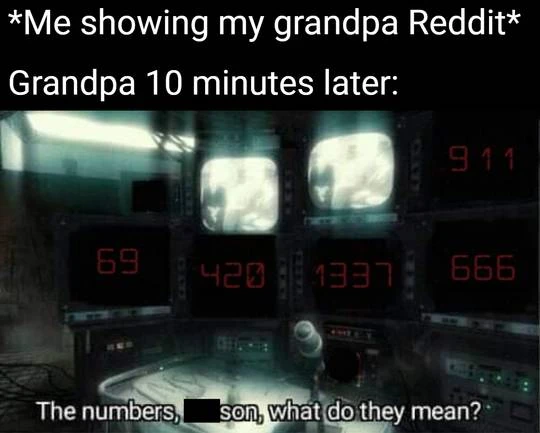 *Me showing my grandpa Reddit*
Grandpa 10 minutes later:
911
69 420 1337 666
The numbers, son, what do they mean?